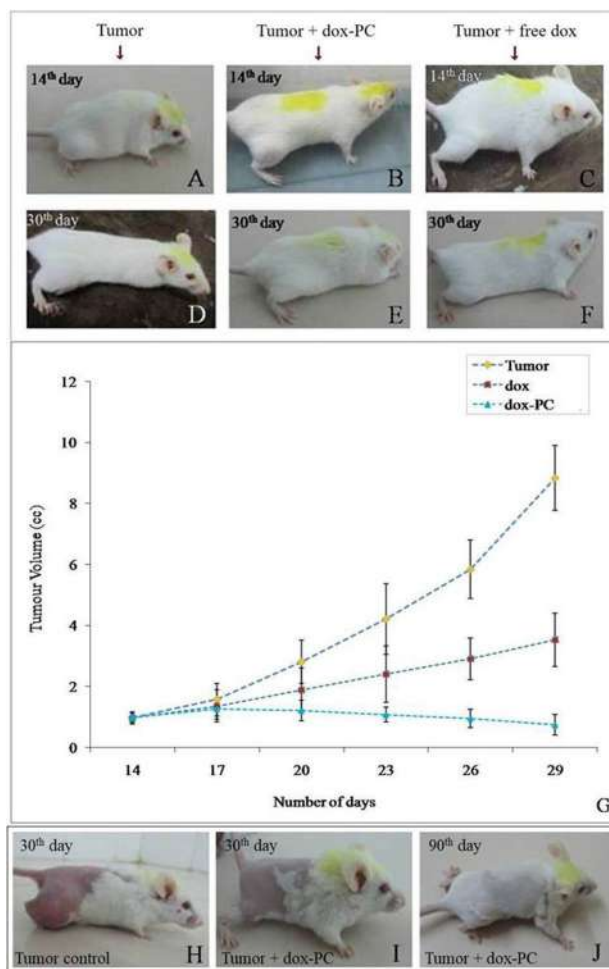 Tumor
Tumor + dox-PC
Tumor + free dox
14th day
A
14th day
B
14th day
C
30th day
D
30th day
E
30th day
F
Tumor
dox
dox-PC
12
10
8
6
4
2
0
Tumour Volume (cc)
14 17 20 23 26 29
Number of days
G
30th day
Tumor control
H
30th day
Tumor + dox-PC
I
90th day
Tumor + dox-PC
J